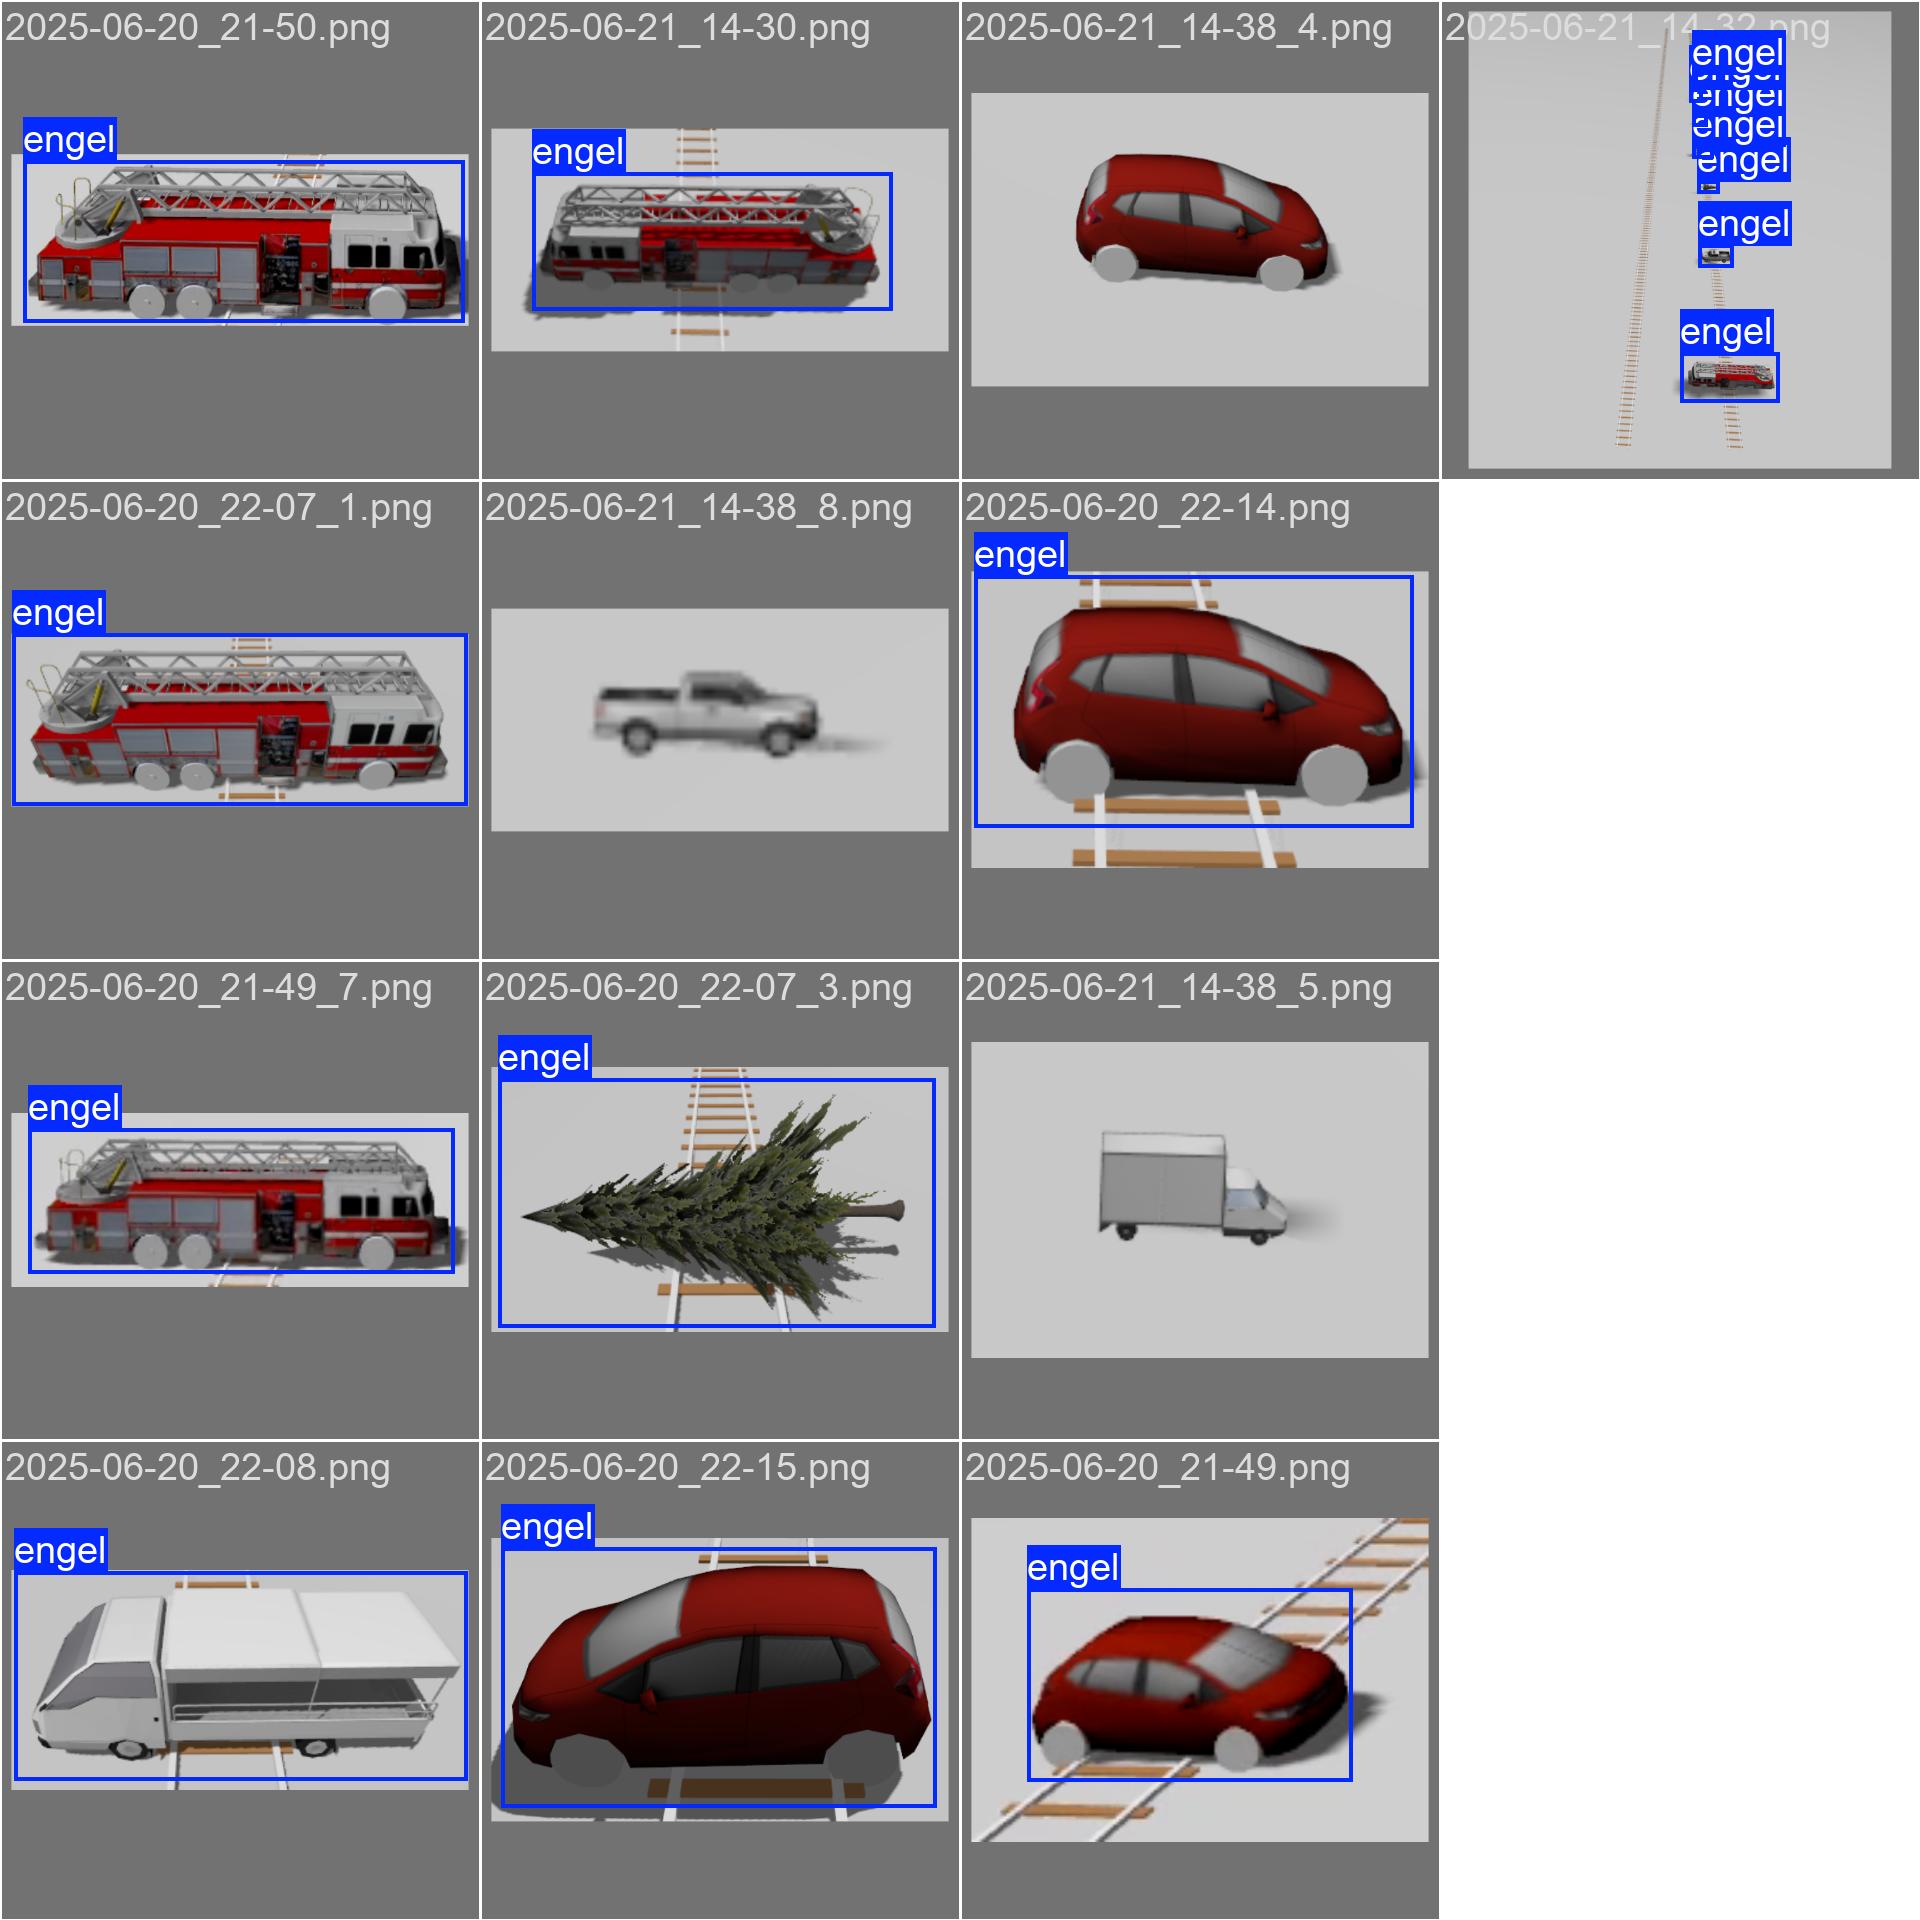 2025-06-20_21-50.png
engel
2025-06-21_14-30.png
engel
2025-06-21_14-38_4.png
2025-06-21_14-32.png
engel
engel
engel
engel
engel
engel
engel
2025-06-20_22-07_1.png
engel
2025-06-21_14-38_8.png
2025-06-20_22-14.png
engel
2025-06-20_21-49_7.png
engel
2025-06-20_22-07_3.png
engel
2025-06-21_14-38_5.png
2025-06-20_22-08.png
engel
2025-06-20_22-15.png
engel
2025-06-20_21-49.png
engel